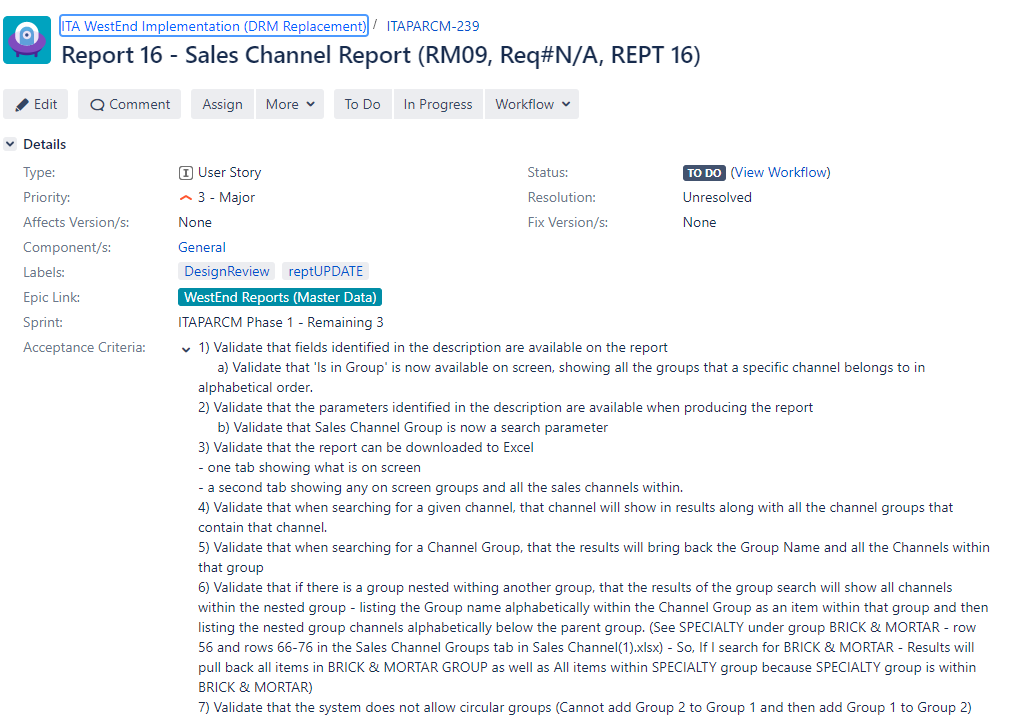 ITA WestEnd Implementation (DRM Replacement) / ITAPARCM-239
Report 16 - Sales Channel Report (RM09, Req#N/A, REPT 16)
Edit Comment Assign More To Do In Progress Workflow
Details
Type: User Story Status: TO DO (View Workflow)
Priority: 3 - Major Resolution: Unresolved
Affects Version/s: None Fix Version/s: None
Component/s: General
Labels: DesignReview reptUPDATE
Epic Link: WestEnd Reports (Master Data)
Sprint: ITAPARCM Phase 1 - Remaining 3
Acceptance Criteria: 1) Validate that fields identified in the description are available on the report
a) Validate that 'Is in Group' is now available on screen, showing all the groups that a specific channel belongs to in
alphabetical order.
2) Validate that the parameters identified in the description are available when producing the report
b) Validate that Sales Channel Group is now a search parameter
3) Validate that the report can be downloaded to Excel
- one tab showing what is on screen
- a second tab showing any on screen groups and all the sales channels within.
4) Validate that when searching for a given channel, that channel will show in results along with all the channel groups that
contain that channel.
5) Validate that when searching for a Channel Group, that the results will bring back the Group Name and all the Channels within
that group
6) Validate that if there is a group nested withing another group, that the results of the group search will show all channels
within the nested group - listing the Group name alphabetically within the Channel Group as an item within that group and then
listing the nested group channels alphabetically below the parent group. (See SPECIALTY under group BRICK & MORTAR - row
56 and rows 66-76 in the Sales Channel Groups tab in Sales Channel(1).xlsx) - So, If I search for BRICK & MORTAR - Results will
pull back all items in BRICK & MORTAR GROUP as well as All items within SPECIALTY group because SPECIALTY group is within
BRICK & MORTAR)
7) Validate that the system does not allow circular groups (Cannot add Group 2 to Group 1 and then add Group 1 to Group 2)